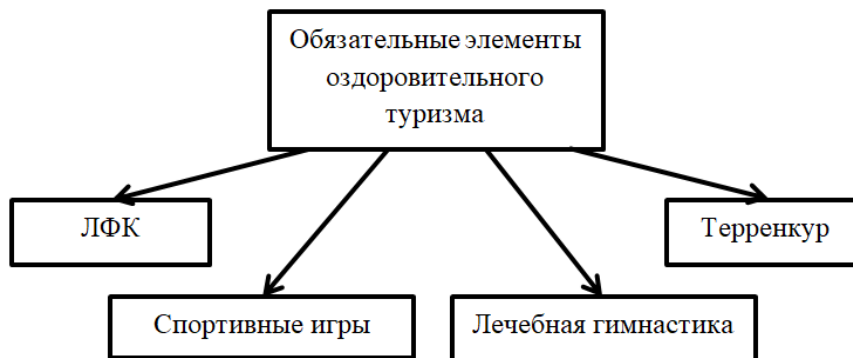 Обязательные элементы
оздоровительного
туризма
ЛФК
Терренкур
Спортивные игры
Лечебная гимнастика